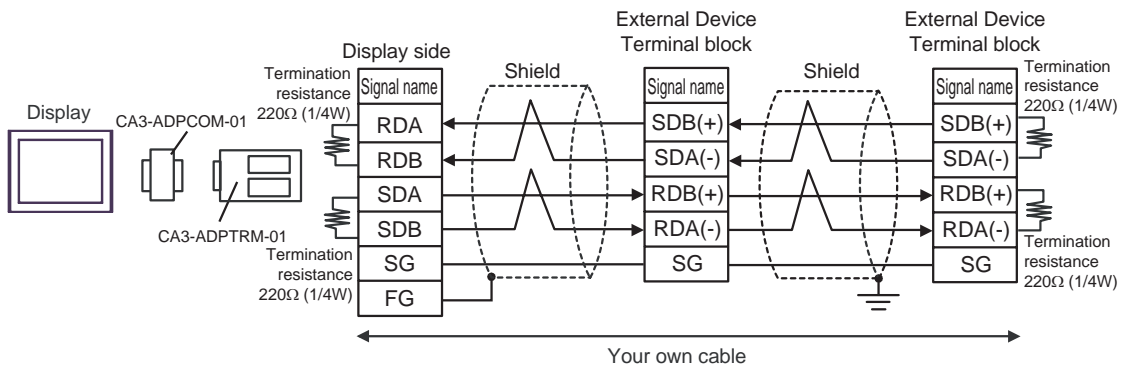 External Device
Terminal block
External Device
Terminal block
Display side
Shield
Shield
Termination
resistance
220Ω (1/4W)
Termination
resistance
220Ω (1/4W)
Signal name
Signal name
Signal name
Display
CA3-ADPCOM-01
RDA
SDB(+)
SDB(+)
RDB
SDA(-)
SDA(-)
SDA
RDB(+)
RDB(+)
CA3-ADPTRM-01
SDB
RDA(-)
RDA(-)
Termination
resistance
220Ω (1/4W)
Termination
resistance
220Ω (1/4W)
SG
SG
SG
FG
Your own cable